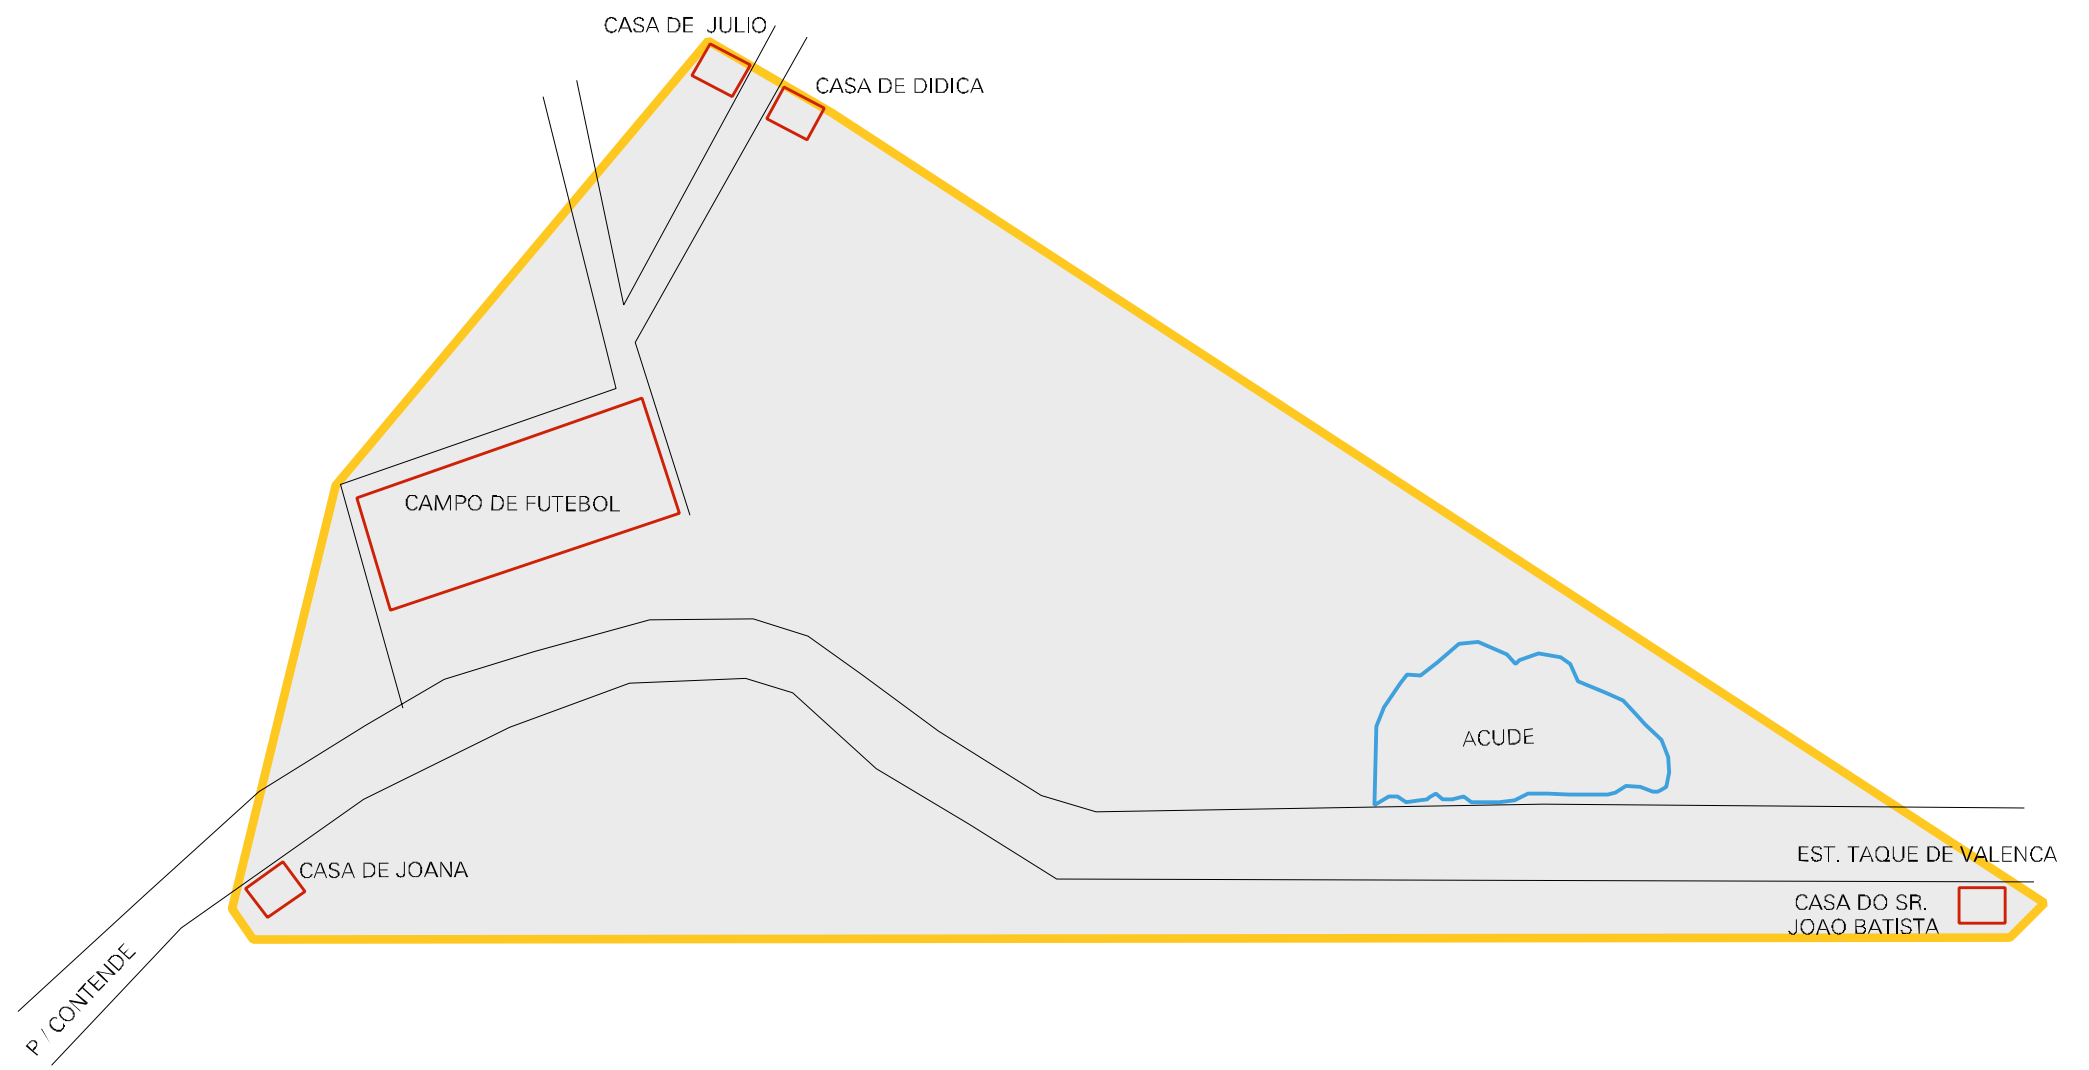 CASA DE JULIO
CASA DE DIDICA
CAMPO DE FUTEBOL
ACUDE
EST. TAQUE DE VALENCA
CASA DE JOANA
CASA DO SR.
JOAO BATISTA
P / CONTENDE